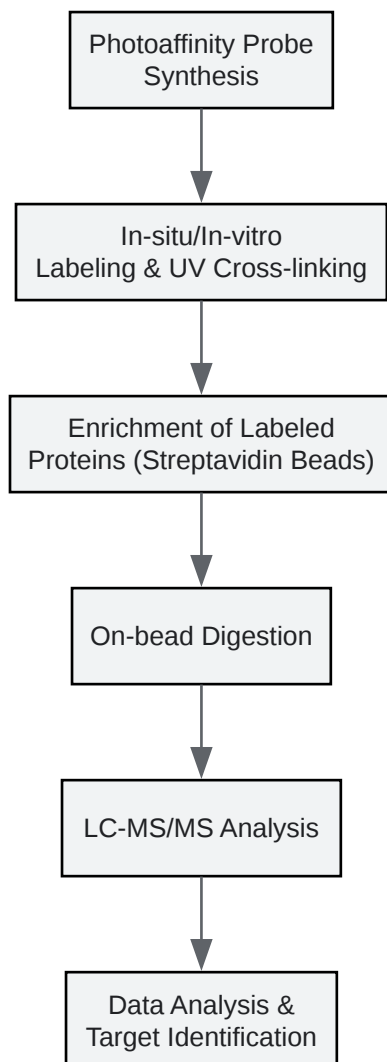 Photoaffinity Probe
Synthesis
In-situ/In-vitro
Labeling & UV Cross-linking
Enrichment of Labeled
Proteins (Streptavidin Beads)
On-bead Digestion
LC-MS/MS Analysis
Data Analysis &
Target Identification